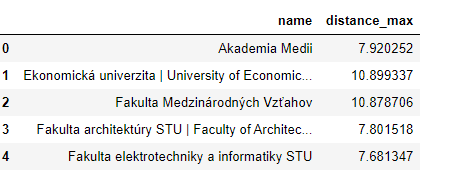 name distance_max
0 Akademia Medii 7.920252
1 Ekonomická univerzita | University of Economic... 10.899337
2 Fakulta Medzinárodných Vzťahov 10.878706
3 Fakulta architektúry STU | Faculty of Architec... 7.801518
4 Fakulta elektrotechniky a informatiky STU 7.681347